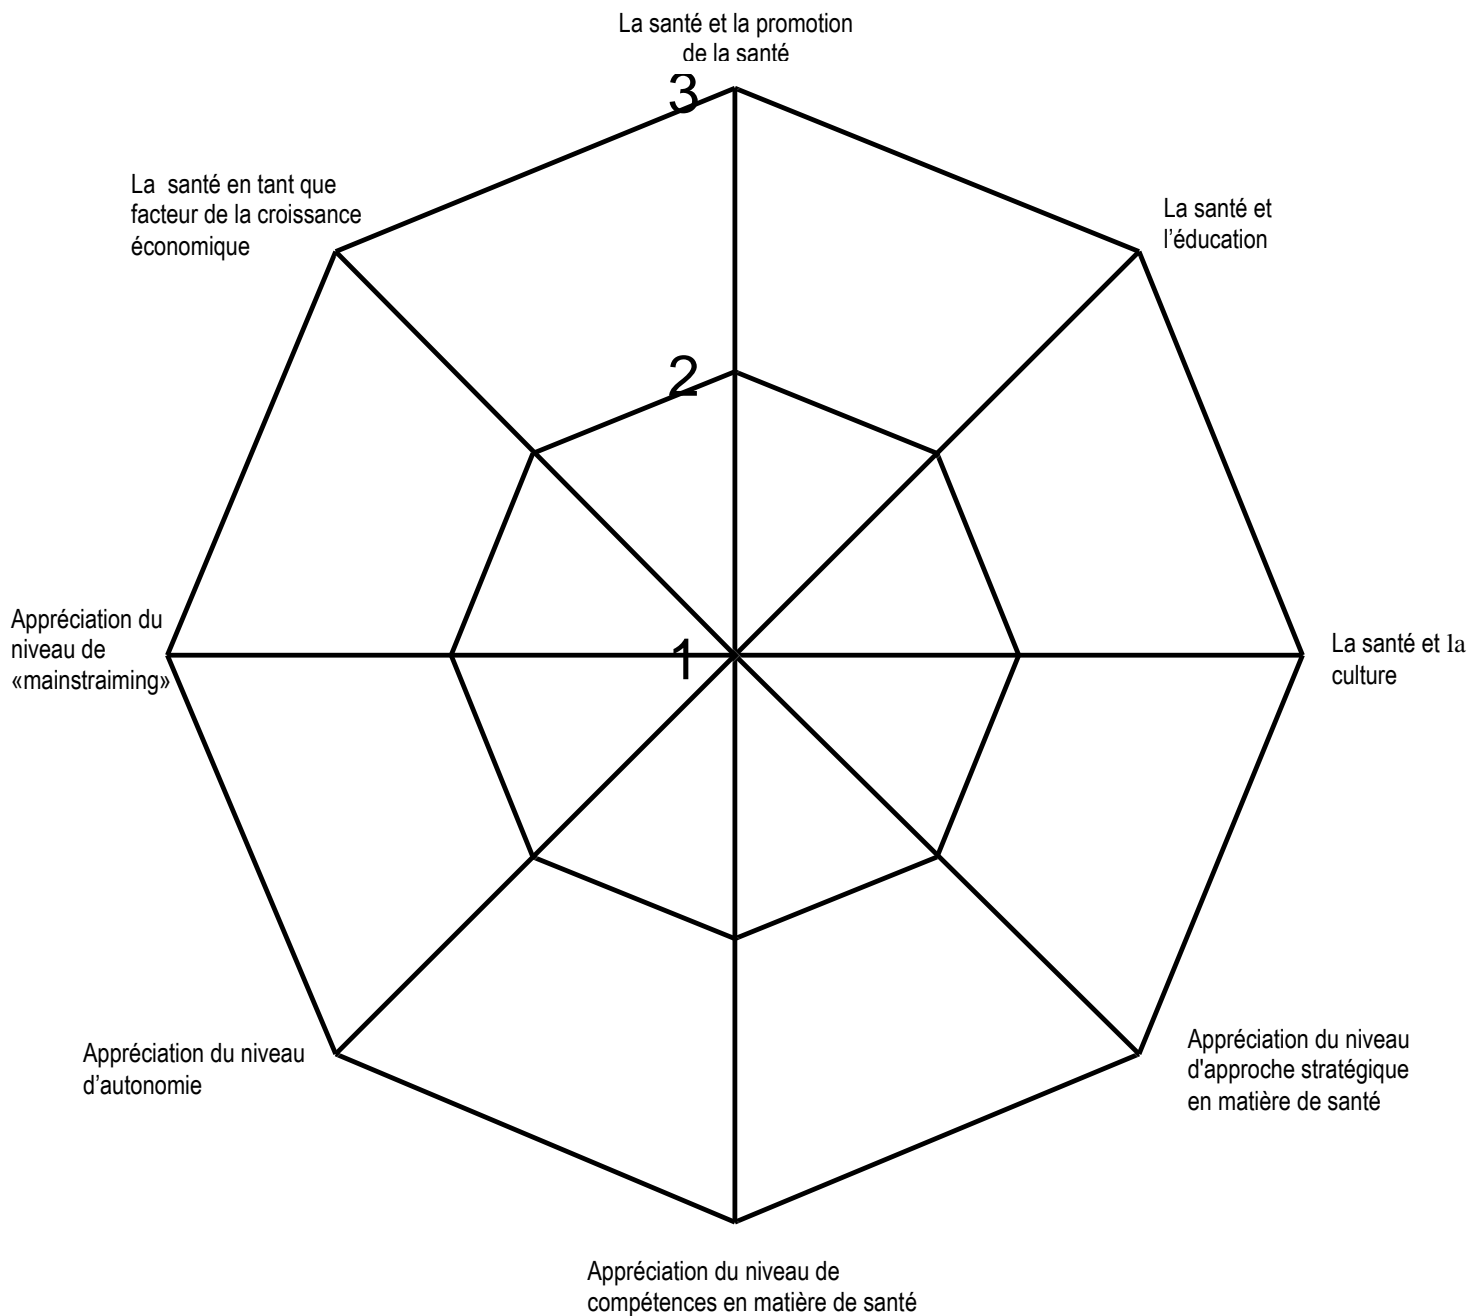 La santé et la promotion
de la santé
3
La  santé en tant que
facteur de la croissance
économique
La santé et
l’éducation
2
Appréciation du
niveau de
«mainstraiming»
1
La santé et la
culture
Appréciation du niveau
d’autonomie
Appréciation du niveau
d'approche stratégique
en matière de santé
Appréciation du niveau de
compétences en matière de santé